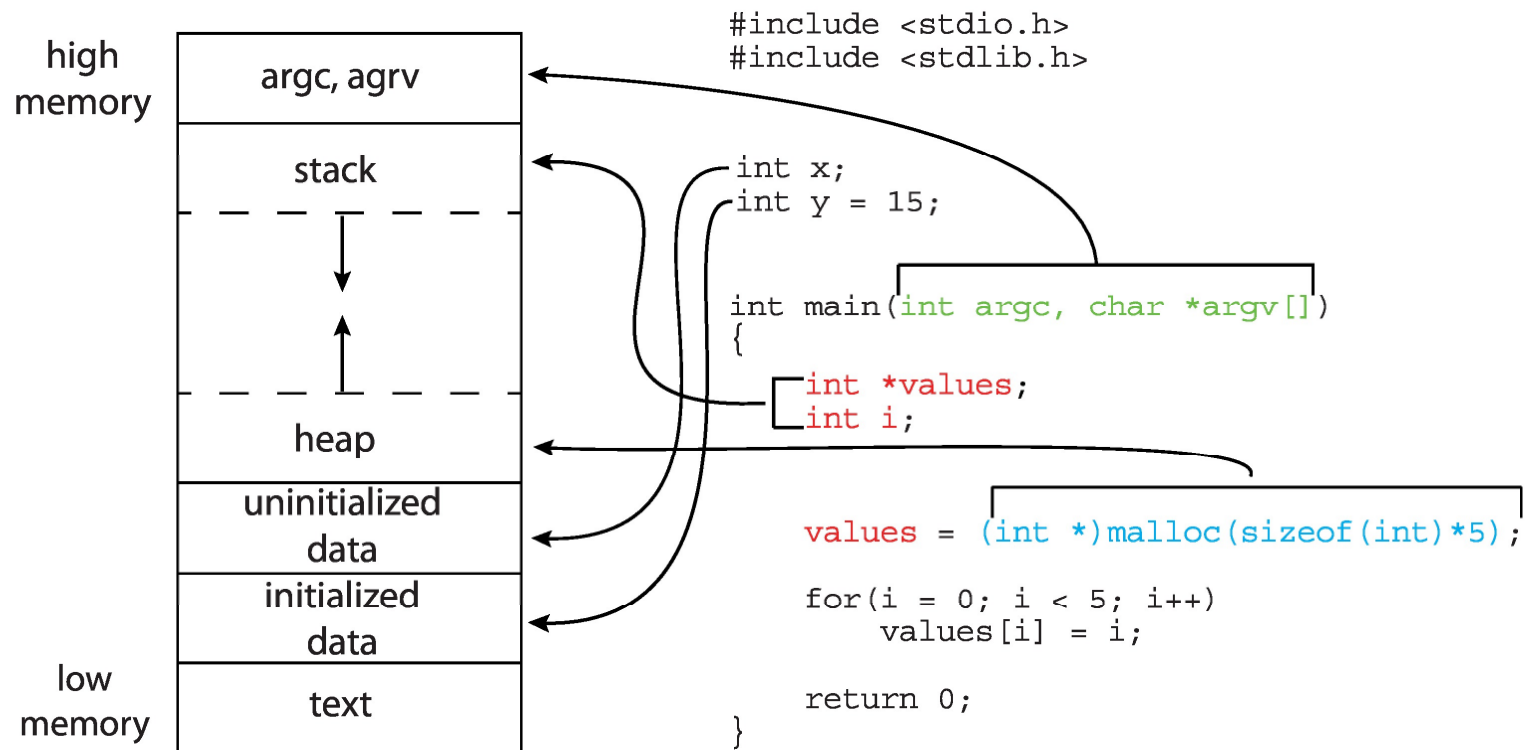 high
memory
argc, agrv
stack
heap
uninitialized
data
initialized
data
text
low
memory
#include <stdio.h>
#include <stdlib.h>
int x;
int y = 15;
int main(int argc, char *argv[])
{
int *values;
int i;
values = (int *)malloc(sizeof(int)*5);
for(i = 0; i < 5; i++)
values[i] = i;
return 0;
}